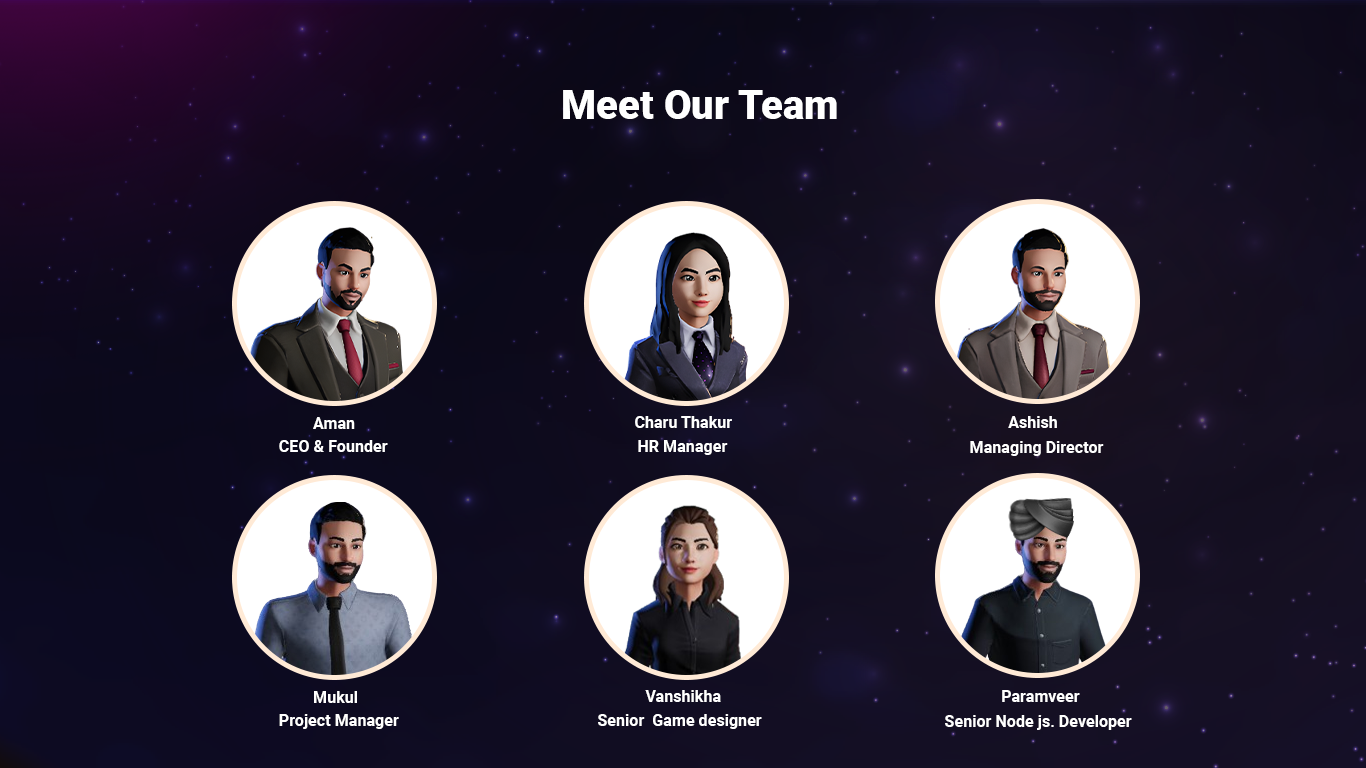 Meet Our Team
Aman
CEO & Founder
Charu Thakur
HR Manager
Ashish
Managing Director
Mukul
Project Manager
Vanshikha
Senior  Game designer
Paramveer
Senior Node js. Developer